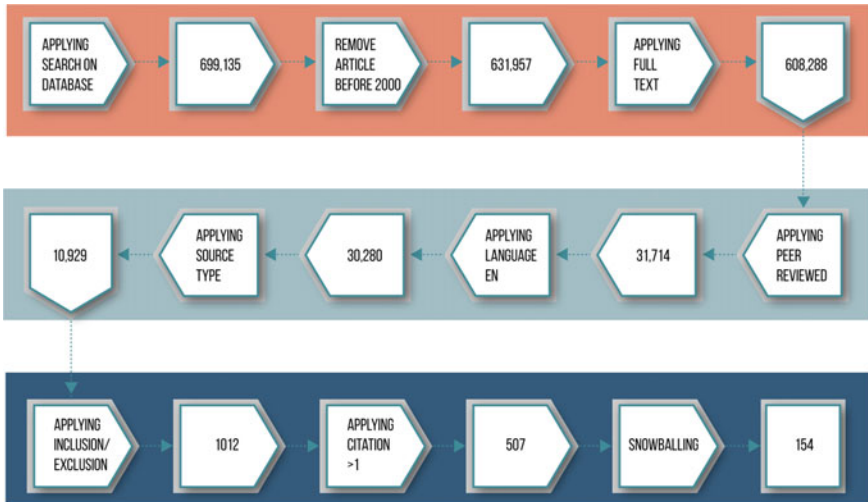 APPLYING
SEARCH ON
DATABASE
699,135
REMOVE
ARTICLE
BEFORE 2000
631,957
APPLYING
FULL
TEXT
608,288
APPLYING
PEER
REVIEWED
31,714
APPLYING
LANGUAGE
EN
30,280
APPLYING
SOURCE
TYPE
10,929
APPLYING
INCLUSION/
EXCLUSION
1012
APPLYING
CITATION
>1
507
SNOWBALLING
154